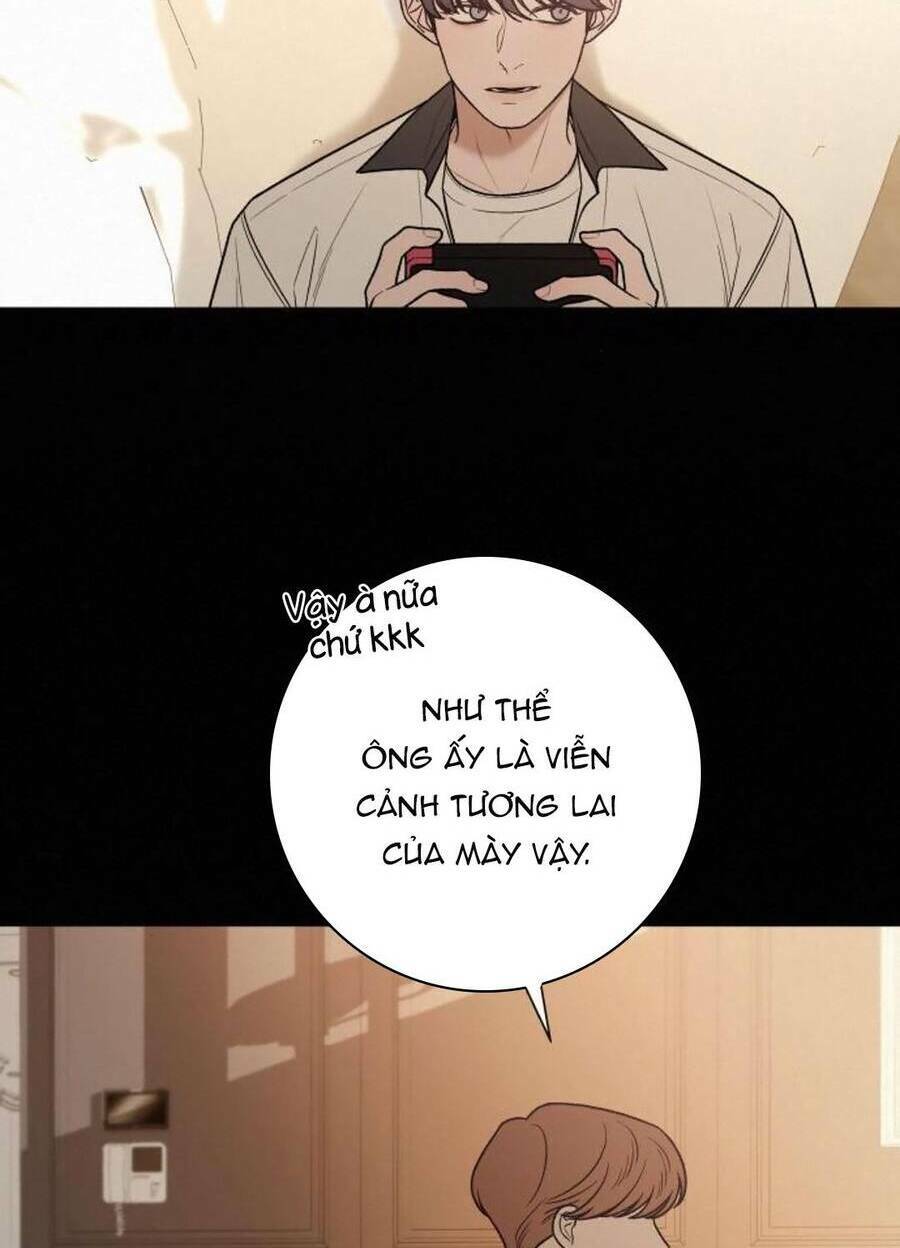 Vậy à nữa
chứ kkk
NHƯ THỂ
ÔNG ẤY LÀ VIỄN
CẢNH TƯƠNG LAI
CỦA MÀY VẬY.